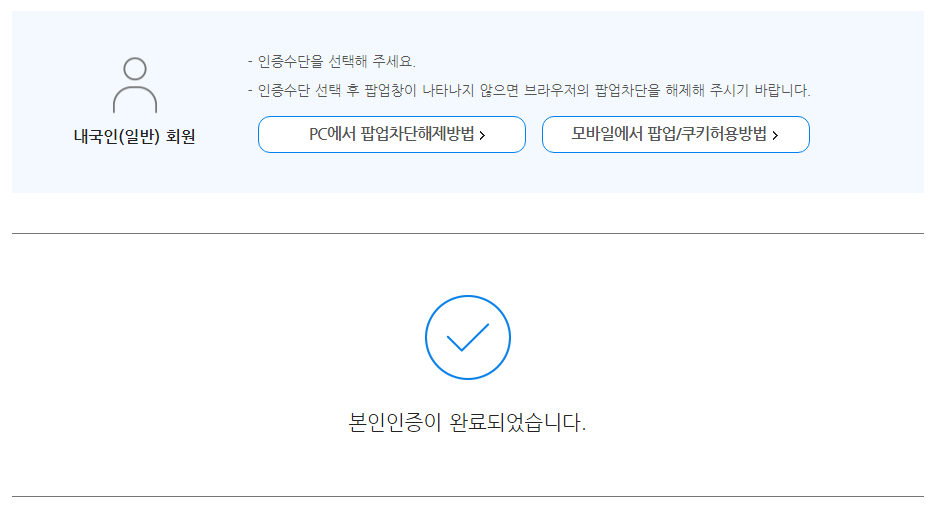 - 인증수단을 선택해 주세요.
- 인증수단 선택 후 팝업창이 나타나지 않으면 브라우저의 팝업차단을 해제해 주시기 바랍니다.
내국인(일반) 회원
PC에서 팝업차단해제방법 >
모바일에서 팝업/쿠키허용방법 >
본인인증이 완료되었습니다.